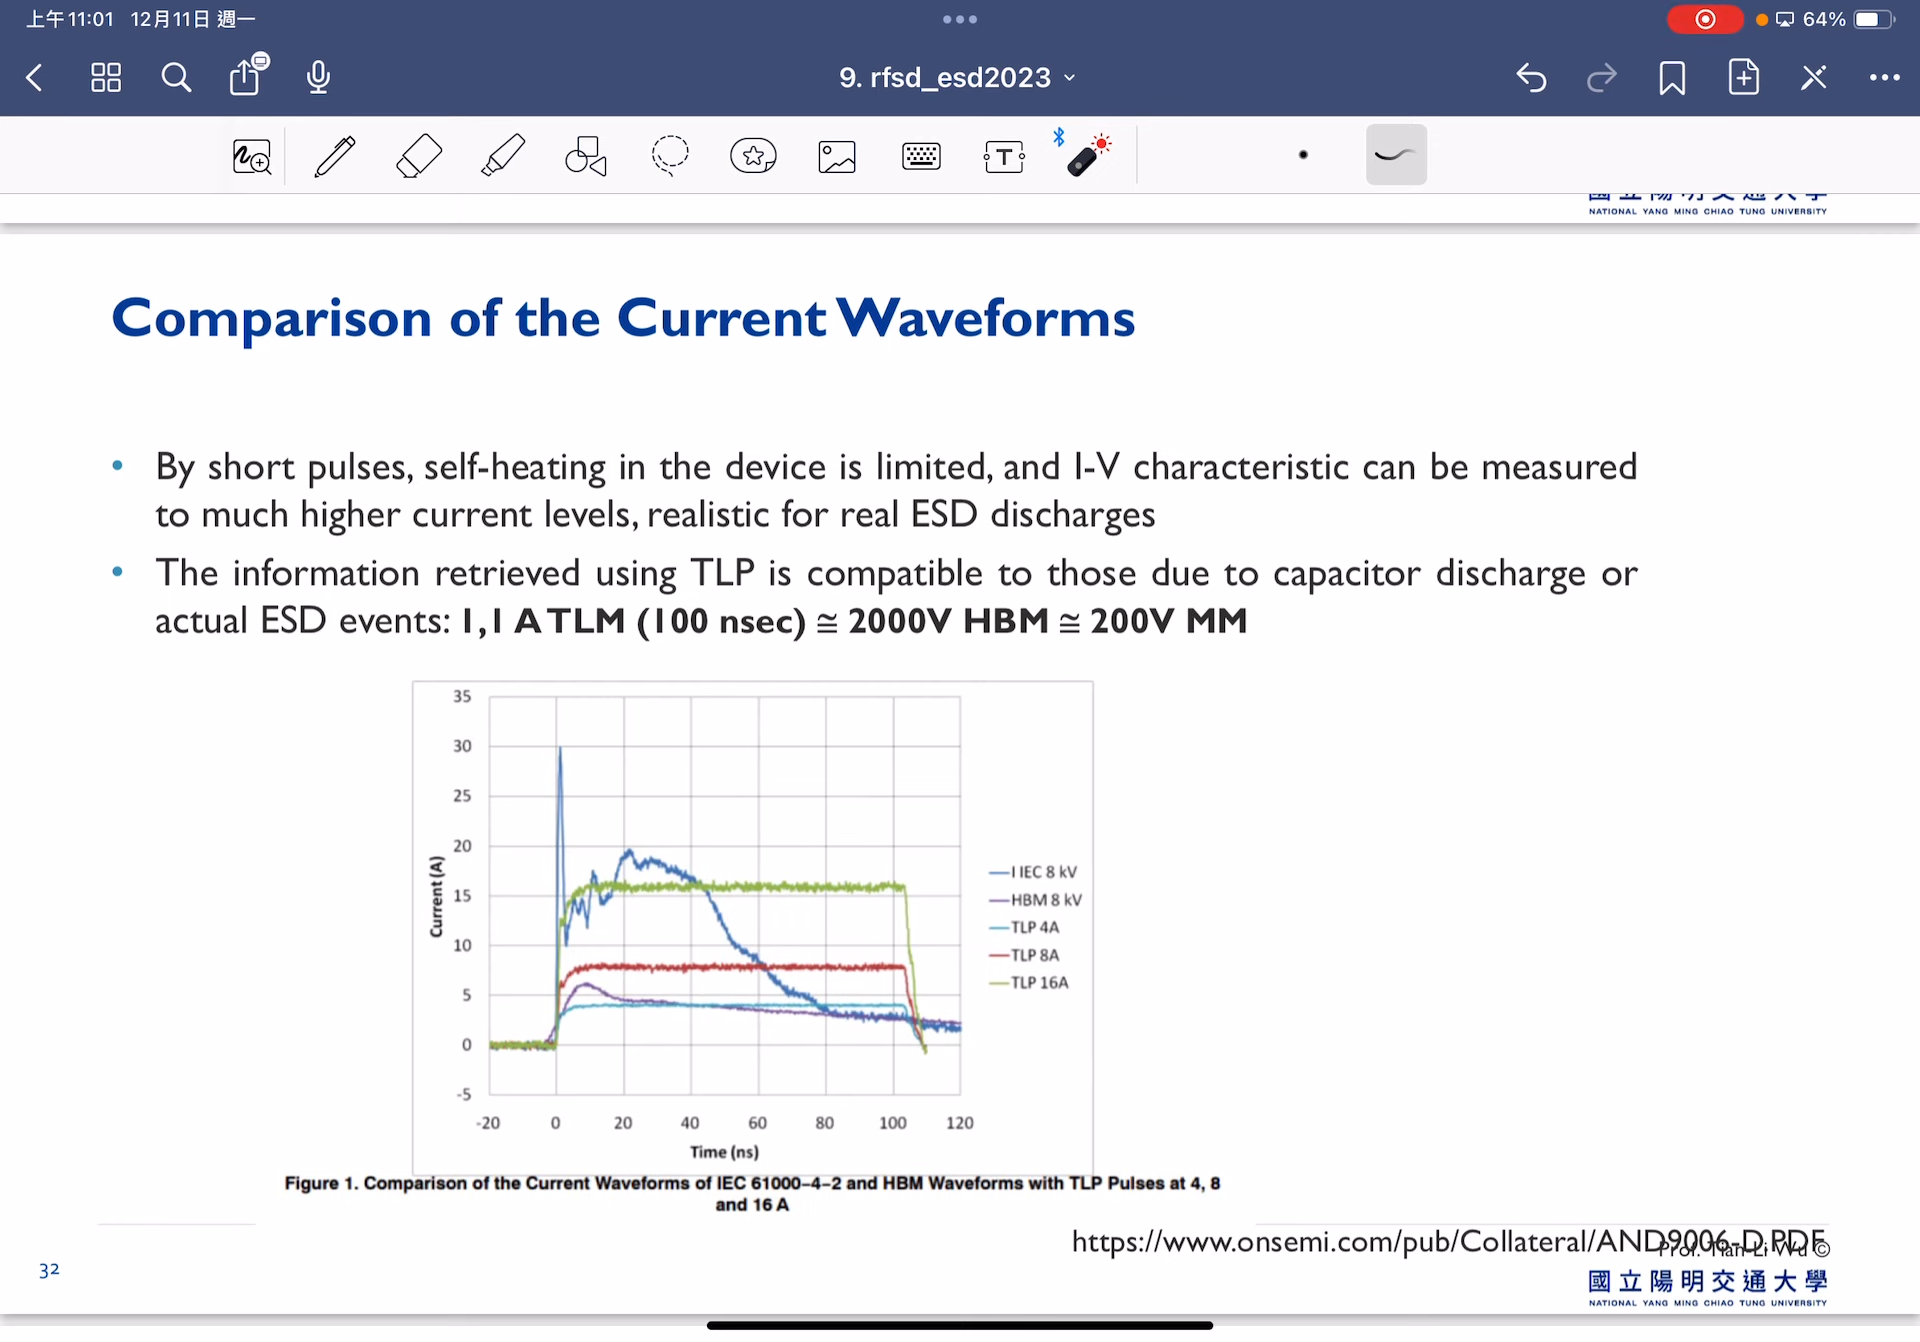 上午11:01 12月11日 週一
64%
9. rfsd_esd2023
NATIONAL YANG MING CHIAO TUNG UNIVERSITY
Comparison of the Current Waveforms
• By short pulses, self-heating in the device is limited, and I-V characteristic can be measured
to much higher current levels, realistic for real ESD discharges
• The information retrieved using TLP is compatible to those due to capacitor discharge or
actual ESD events: 1,1 A TLM (100 nsec) ≅ 2000V HBM ≅ 200V MM
35
30
25
20
15
10
5
0
-5
Current (A)
-20 0 20 40 60 80 100 120
Time (ns)
I IEC 8 kV
HBM 8 kV
TLP 4A
TLP 8A
TLP 16A
Figure 1. Comparison of the Current Waveforms of IEC 61000-4-2 and HBM Waveforms with TLP Pulses at 4, 8
and 16 A
https://www.onsemi.com/pub/Collateral/AND9006-D.PDF
Prof. Tian-Li Wu ©
32
國立陽明交通大學
NATIONAL YANG MING CHIAO TUNG UNIVERSITY